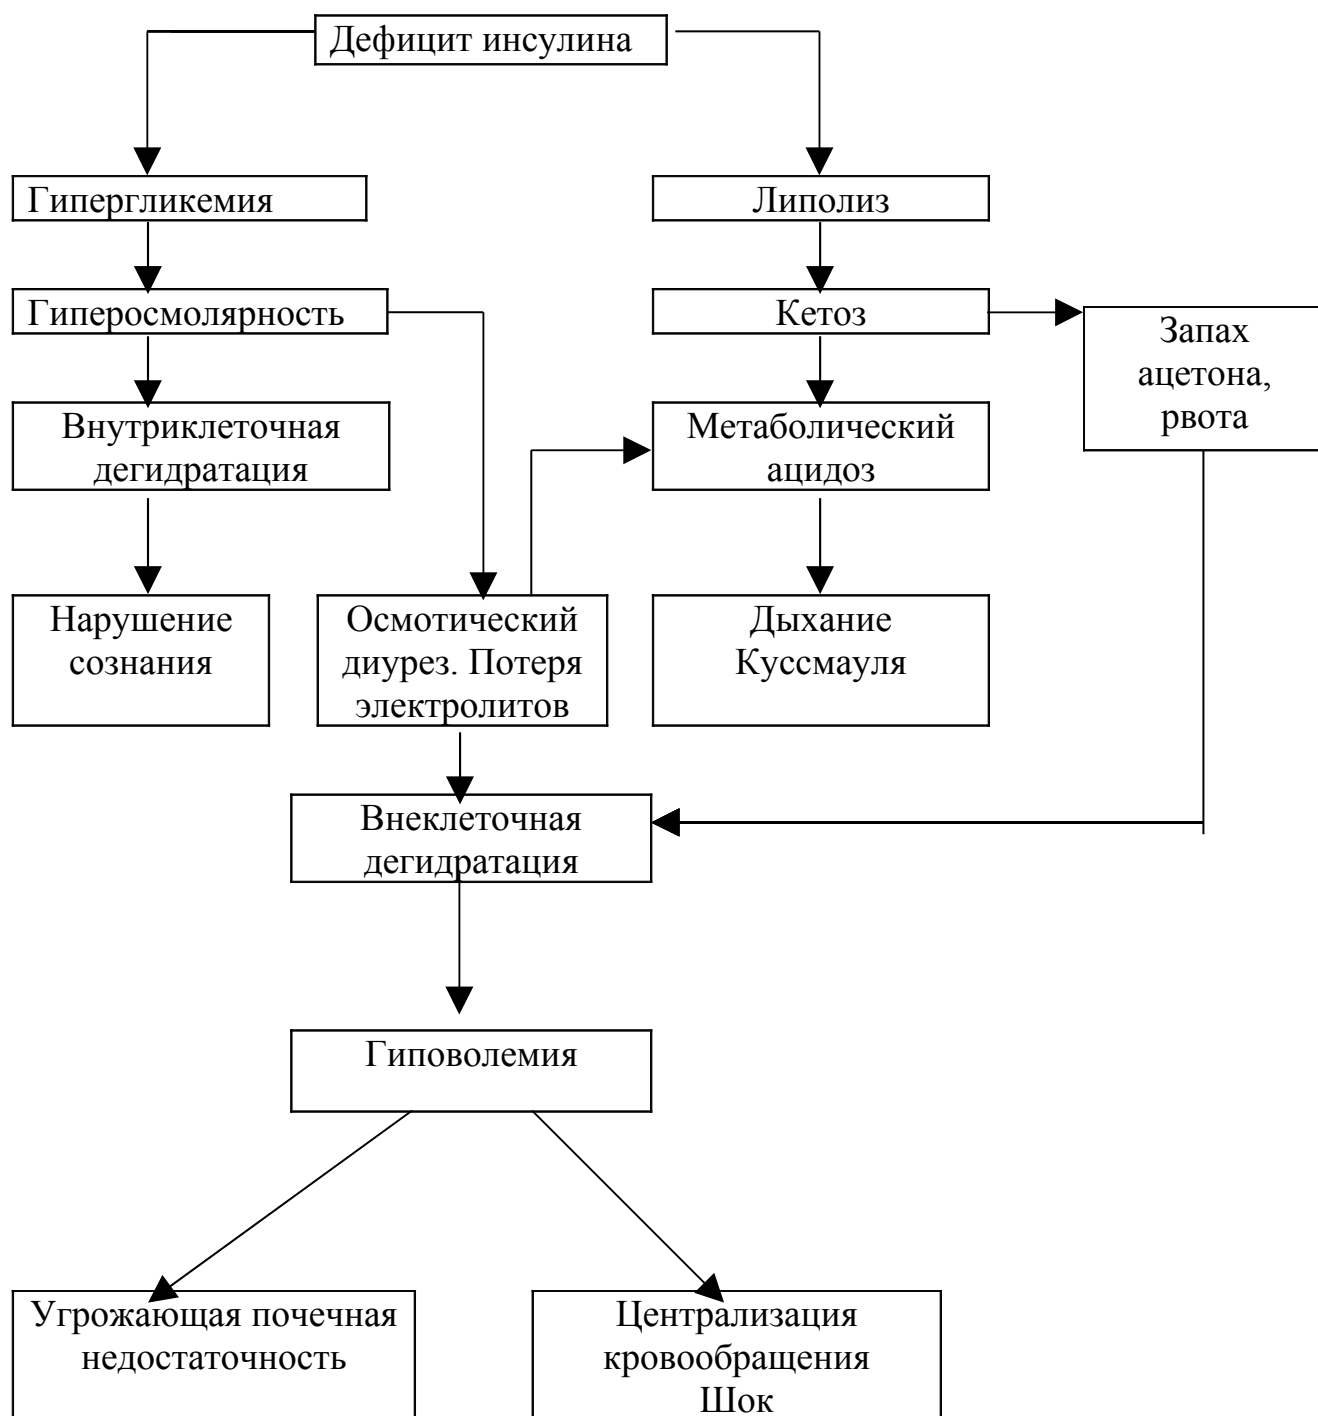 Дефицит инсулина
Гипергликемия
Липолиз
Гиперосмолярность
Кетоз
Запах
ацетона,
рвота
Внутриклеточная
дегидратация
Метаболический
ацидоз
Нарушение
сознания
Осмотический
диурез. Потеря
электролитов
Дыхание
Куссмауля
Внеклеточная
дегидратация
Гиповолемия
Угрожающая почечная
недостаточность
Централизация
кровообращения
Шок